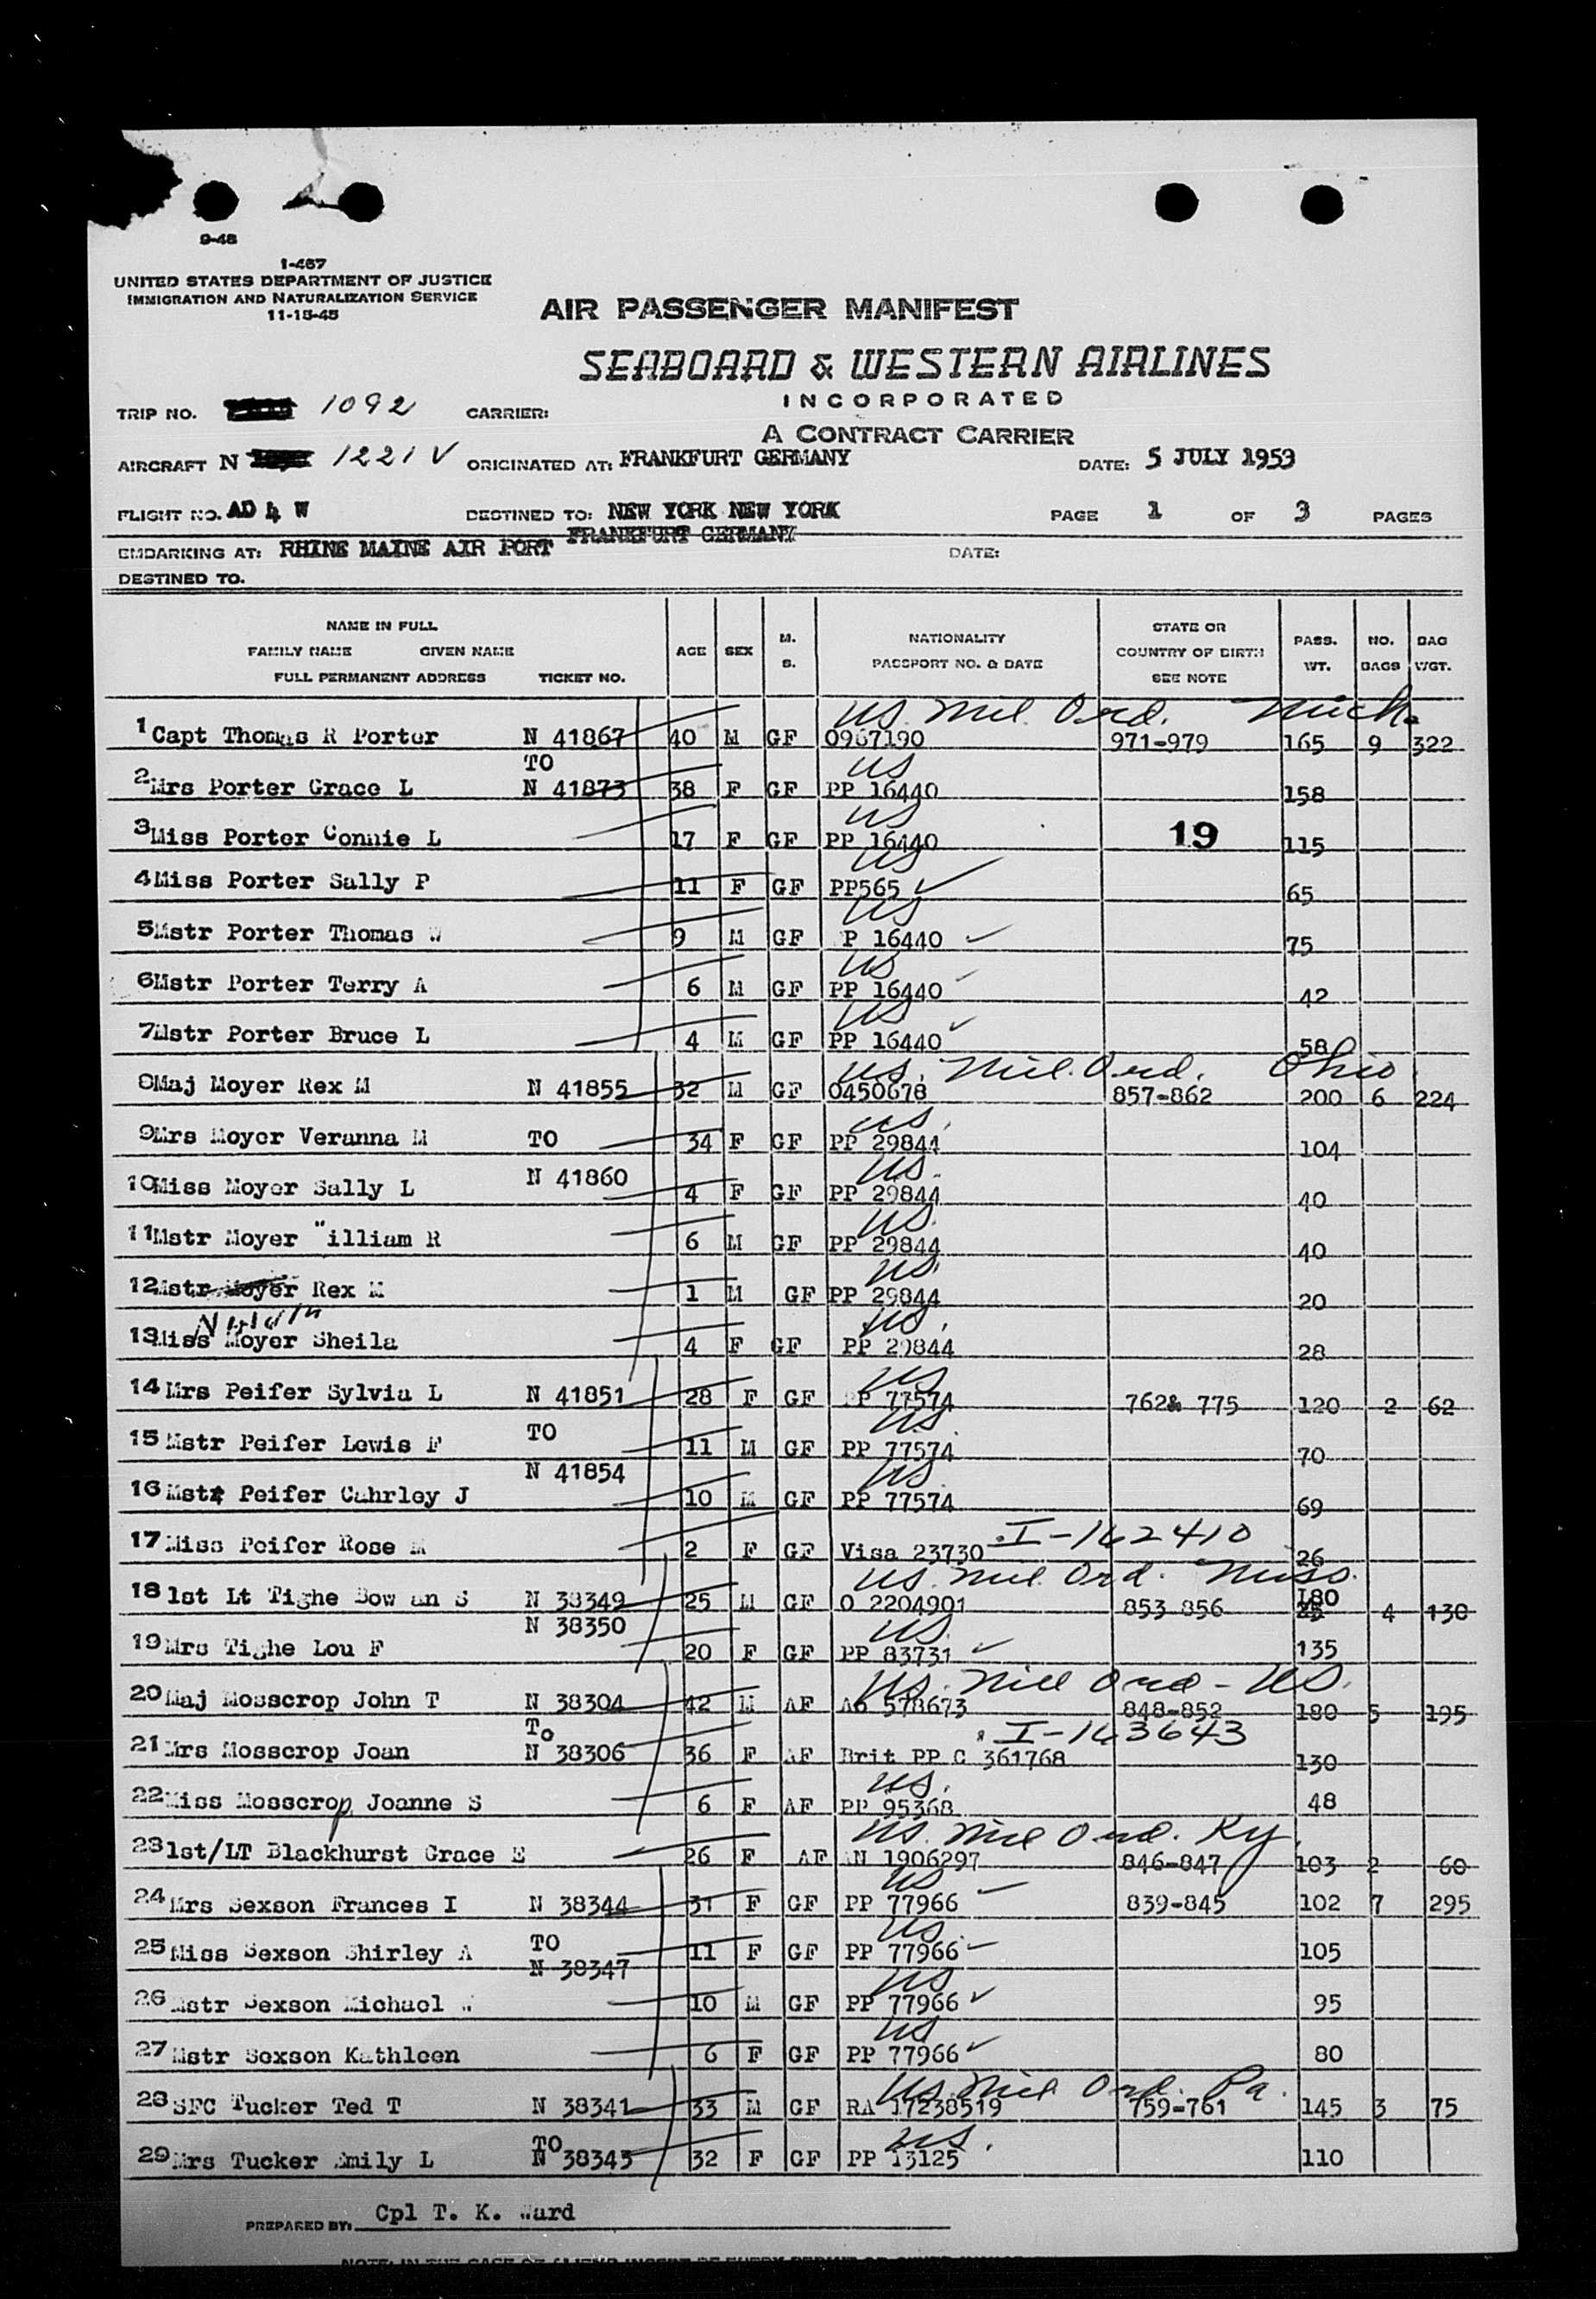 9-48
1-467
UNITED STATES DEPARTMENT OF JUSTICE
IMMIGRATION AND NATURALIZATION SERVICE
11-15-45
AIR PASSENGER MANIFEST
SEABOARD & WESTERN AIRLINES
INCORPORATED
A CONTRACT CARRIER
TRIP NO. 1092 CARRIER:
AIRCRAFT N 1221 V ORIGINATED AT: FRANKFURT GERMANY DATE: 5 JULY 1953
FLIGHT NO. AD 4 W DESTINED TO: NEW YORK NEW YORK PAGE 1 OF 3 PAGES
EMBARKING AT: RHINE MAINE AIR PORT FRANKFURT GERMANY DATE:
DESTINED TO.
NAME IN FULL
FAMILY NAME GIVEN NAME
FULL PERMANENT ADDRESS TICKET NO.
AGE SEX M. S. NATIONALITY PASSPORT NO. & DATE STATE OR COUNTRY OF BIRTH SEE NOTE PASS. WT. NO. BAGS BAG WGT.
US. Mil. Ord. Mich.
1 Capt Thomas R Porter N 41867 40 M GF 0967190 971-979 165 9 322
TO US
2 Mrs Porter Grace L N 41873 38 F GF PP 16440 158
US
3 Miss Porter Connie L 17 F GF PP 16440 19 115
US
4 Miss Porter Sally P 11 F GF PP565 65
US
5 Mstr Porter Thomas W 9 M GF P 16440 75
US
6 Mstr Porter Terry A 6 M GF PP 16440 42
US
7 Mstr Porter Bruce L 4 M GF PP 16440 58
US. Mil. Ord. Ohio
8 Maj Moyer Rex M N 41855 32 M GF 0450678 857-862 200 6 224
US.
9 Mrs Moyer Veranna M TO 34 F GF PP 29844 104
US.
10 Miss Moyer Sally L N 41860 4 F GF PP 29844 40
US.
11 Mstr Moyer "illiam R 6 M GF PP 29844 40
US.
12 Mstr Moyer Rex M 1 M GF PP 29844 20
US.
13 Miss Moyer Sheila 4 F GF PP 29844 28
US
14 Mrs Peifer Sylvia L N 41851 28 F GF PP 77574 762& 775 120 2 62
US.
15 Mstr Peifer Lewis F TO 11 M GF PP 77574 70
US.
16 Mstr Peifer Cahrley J N 41854 10 M GF PP 77574 69
17 Miss Peifer Rose M 2 F GF Visa 23730 I-162410 26
US. Mil. Ord. Miss.
18 1st Lt Tighe Bow an S N 38349 25 M GF O 2204901 853 856 180 4 130
N 38350 US.
19 Mrs Tighe Lou F 20 F GF PP 83731 135
US. Mill Ord - US.
20 Maj Mosscrop John T N 38304 42 M AF AO 578673 848-852 180 5 195
To I-163643
21 Mrs Mosscrop Joan N 38306 36 F AF Brit PP C 361768 130
US.
22 Miss Mosscrop Joanne S 6 F AF PP 95368 48
US. Mil Ord. Ky.
23 1st/LT Blackhurst Grace E 26 F AF AN 1906297 846-847 103 2 60
US
24 Mrs Sexson Frances I N 38344 31 F GF PP 77966 839-845 102 7 295
US
25 Miss Sexson Shirley A TO N 38347 11 F GF PP 77966 105
US
26 Mstr Sexson Michael W 10 M GF PP 77966 95
US
27 Mstr Sexson Kathleen 6 F GF PP 77966 80
US. Mil Ord. Pa.
28 SFC Tucker Ted T N 38341 33 M GF RA 17238519 759-761 145 3 75
TO US.
29 Mrs Tucker Emily L N 38343 32 F GF PP 13125 110
PREPARED BY: Cpl T. K. Ward